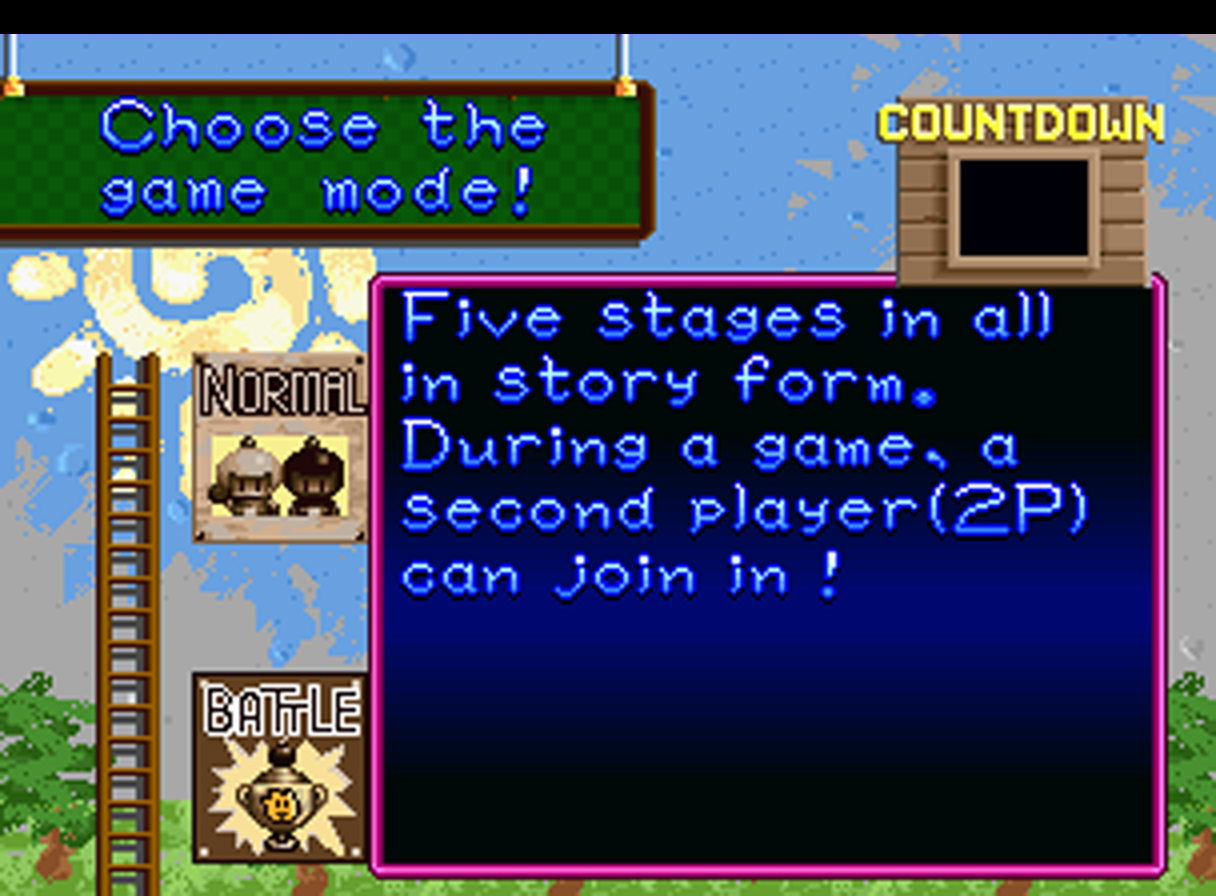 Choose the
game mode!
COUNTDOWN
NORMAL
Five stages in all
in story form.
During a game, a
second player(2P)
can join in !
BATTLE